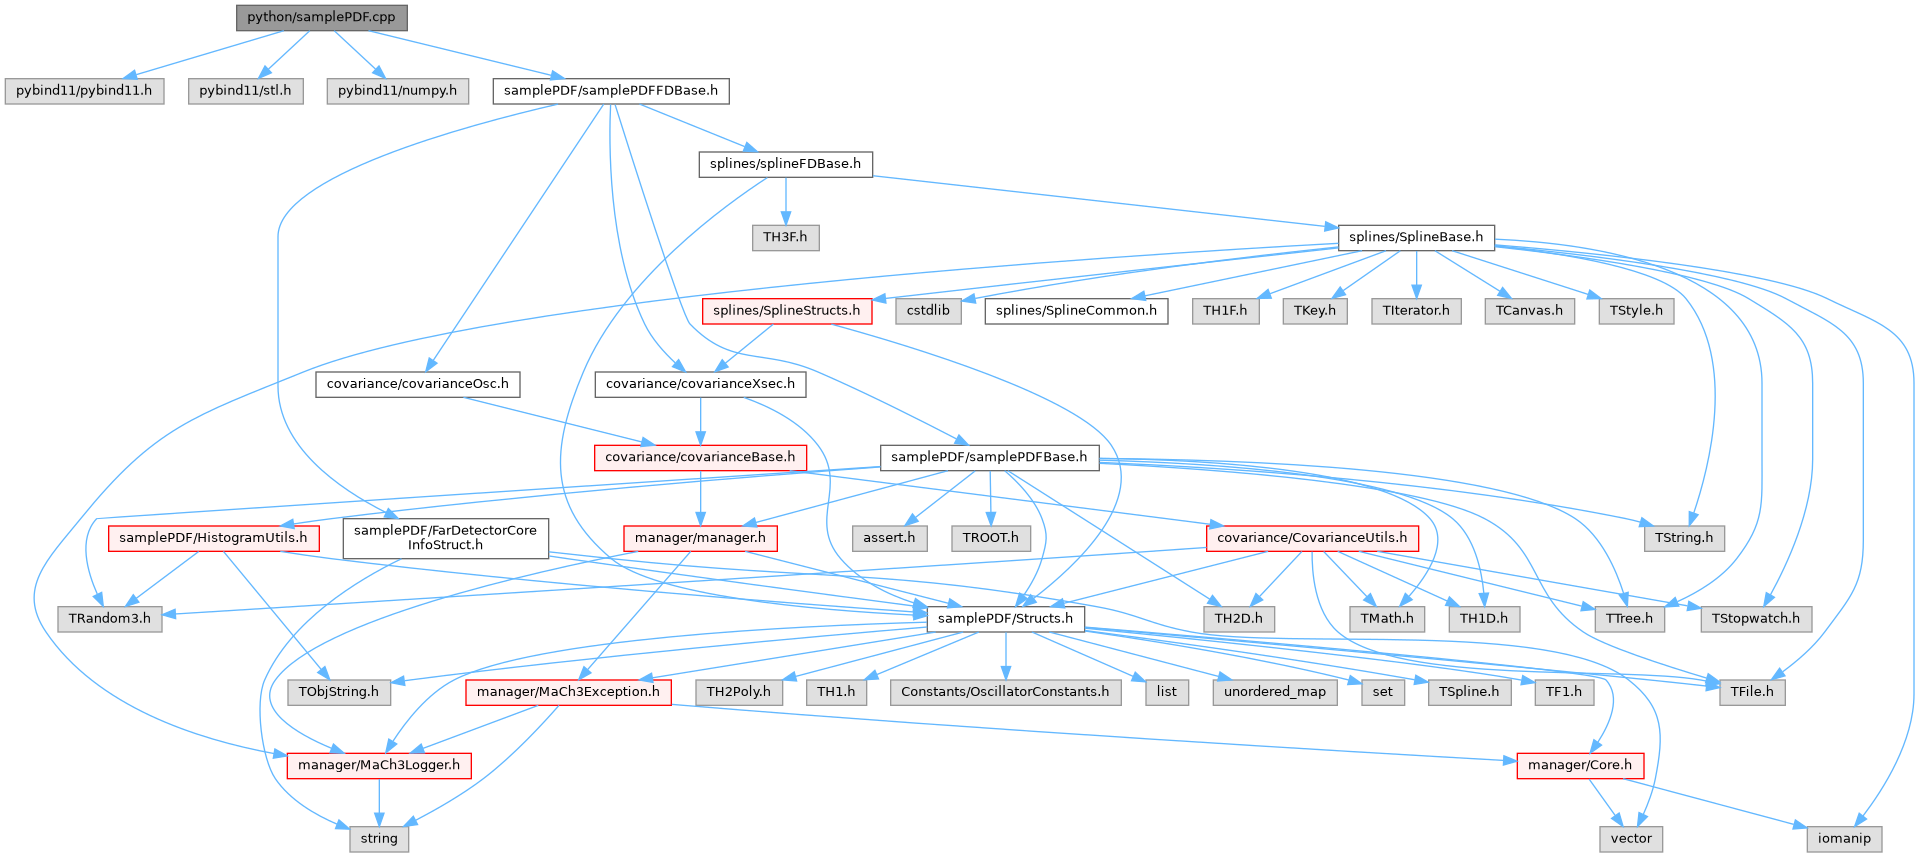 python/samplePDF.cpp
pybind11/pybind11.h
pybind11/stl.h
pybind11/numpy.h
samplePDF/samplePDFFDBase.h
splines/splineFDBase.h
TH3F.h
splines/SplineBase.h
splines/SplineStructs.h
cstdlib
splines/SplineCommon.h
TH1F.h
TKey.h
TIterator.h
TCanvas.h
TStyle.h
covariance/covarianceOsc.h
covariance/covarianceXsec.h
covariance/covarianceBase.h
samplePDF/samplePDFBase.h
samplePDF/HistogramUtils.h
samplePDF/FarDetectorCore
InfoStruct.h
manager/manager.h
assert.h
TROOT.h
covariance/CovarianceUtils.h
TString.h
TRandom3.h
samplePDF/Structs.h
TH2D.h
TMath.h
TH1D.h
TTree.h
TStopwatch.h
TObjString.h
manager/MaCh3Exception.h
TH2Poly.h
TH1.h
Constants/OscillatorConstants.h
list
unordered_map
set
TSpline.h
TF1.h
TFile.h
manager/MaCh3Logger.h
manager/Core.h
string
vector
iomanip